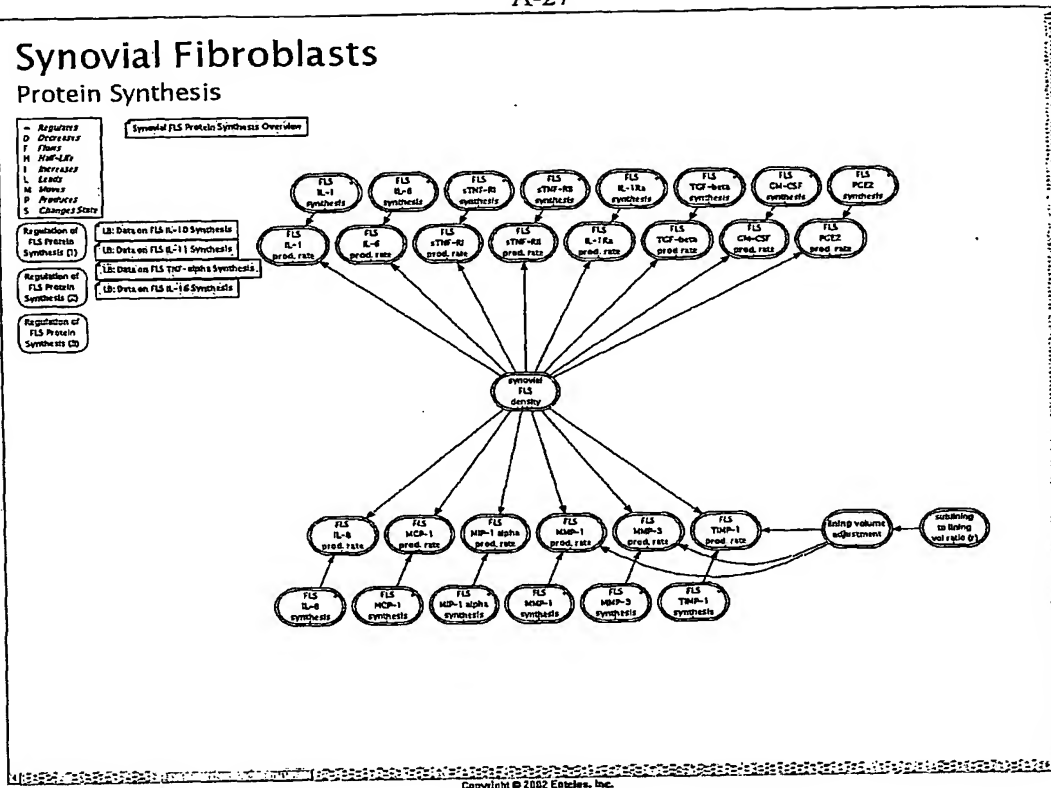 A-27
Synovial Fibroblasts
Protein Synthesis
= Regulates
D Decreases
F Flows
H Half-Life
I Increases
L Leads
M Moves
P Produces
S Changes State
Synovial FLS Protein Synthesis Overview
Regulation of
FLS Protein
Synthesis (1)
Regulation of
FLS Protein
Synthesis (2)
Regulation of
FLS Protein
Synthesis (3)
LB: Data on FLS IL-10 Synthesis
LB: Data on FLS IL-11 Synthesis
LB: Data on FLS TNF-alpha Synthesis
LB: Data on FLS IL-16 Synthesis
FLS
IL-1
synthesis
FLS
IL-6
synthesis
FLS
sTNF-RI
synthesis
FLS
sTNF-RII
synthesis
FLS
IL-1Ra
synthesis
FLS
TGF-beta
synthesis
FLS
GM-CSF
synthesis
FLS
PGE2
synthesis
FLS
IL-1
prod. rate
FLS
IL-6
prod. rate
FLS
sTNF-RI
prod. rate
FLS
sTNF-RII
prod. rate
FLS
IL-1Ra
prod. rate
FLS
TGF-beta
prod. rate
FLS
GM-CSF
prod. rate
FLS
PGE2
prod. rate
synovial
FLS
density
FLS
IL-8
prod. rate
FLS
MCP-1
prod. rate
FLS
MIP-1 alpha
prod. rate
FLS
MMP-1
prod. rate
FLS
MMP-3
prod. rate
FLS
TIMP-1
prod. rate
lining volume
adjustment
sublining
to lining
vol ratio (r)
FLS
IL-8
synthesis
FLS
MCP-1
synthesis
FLS
MIP-1 alpha
synthesis
FLS
MMP-1
synthesis
FLS
MMP-3
synthesis
FLS
TIMP-1
synthesis
Copyright © 2002 Entelos, Inc.